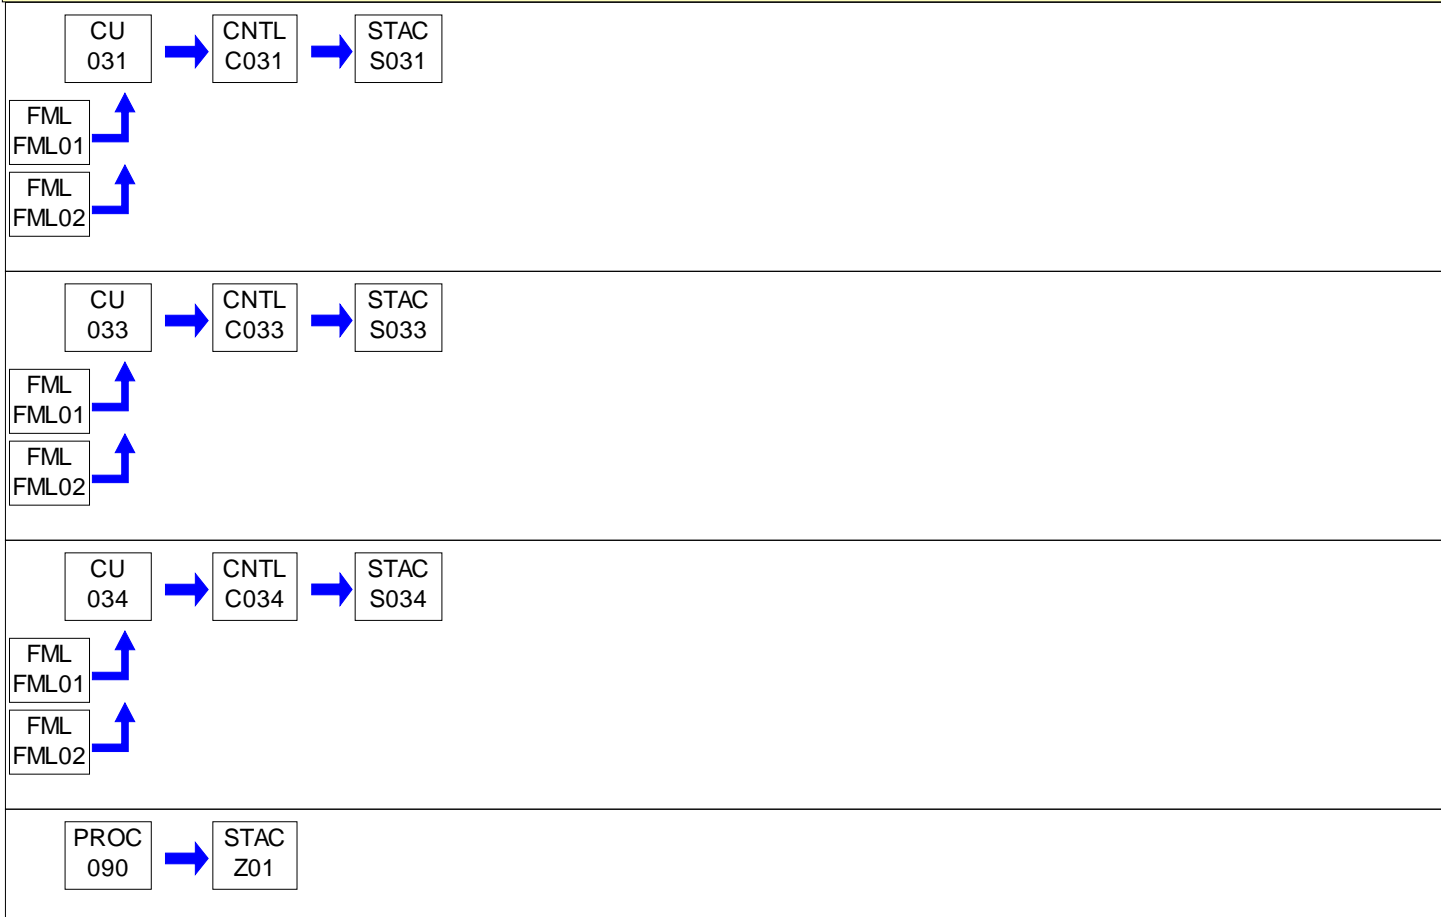 CU
031
CNTL
C031
STAC
S031
FML
FML01
FML
FML02
CU
033
CNTL
C033
STAC
S033
FML
FML01
FML
FML02
CU
034
CNTL
C034
STAC
S034
FML
FML01
FML
FML02
PROC
090
STAC
Z01